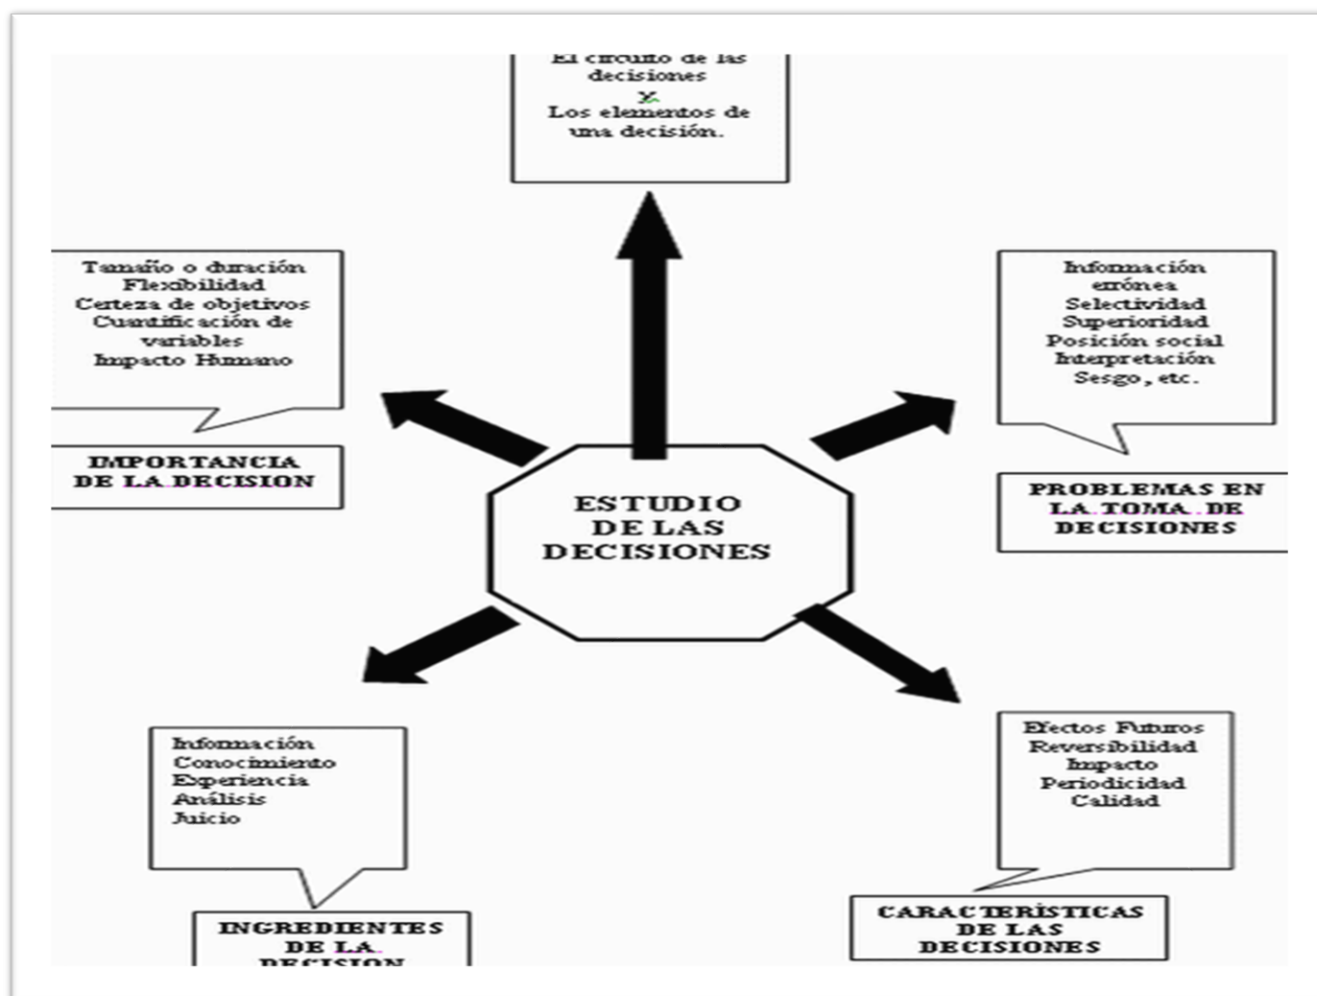 El circuito de las
decisiones
y
Los elementos de
una decisión.
Tamaño o duración
Flexibilidad
Certeza de objetivos
Cuantificación de
variables
Impacto Humano
IMPORTANCIA
DE LA DECISION
Información
errónea
Selectividad
Superioridad
Posición social
Interpretación
Sesgo, etc.
PROBLEMAS EN
LA TOMA DE
DECISIONES
ESTUDIO
DE LAS
DECISIONES
Información
Conocimiento
Experiencia
Análisis
Juicio
INGREDIENTES
DE LA
DECISION
Efectos Futuros
Reversibilidad
Impacto
Periodicidad
Calidad
CARACTERÍSTICAS
DE LAS
DECISIONES